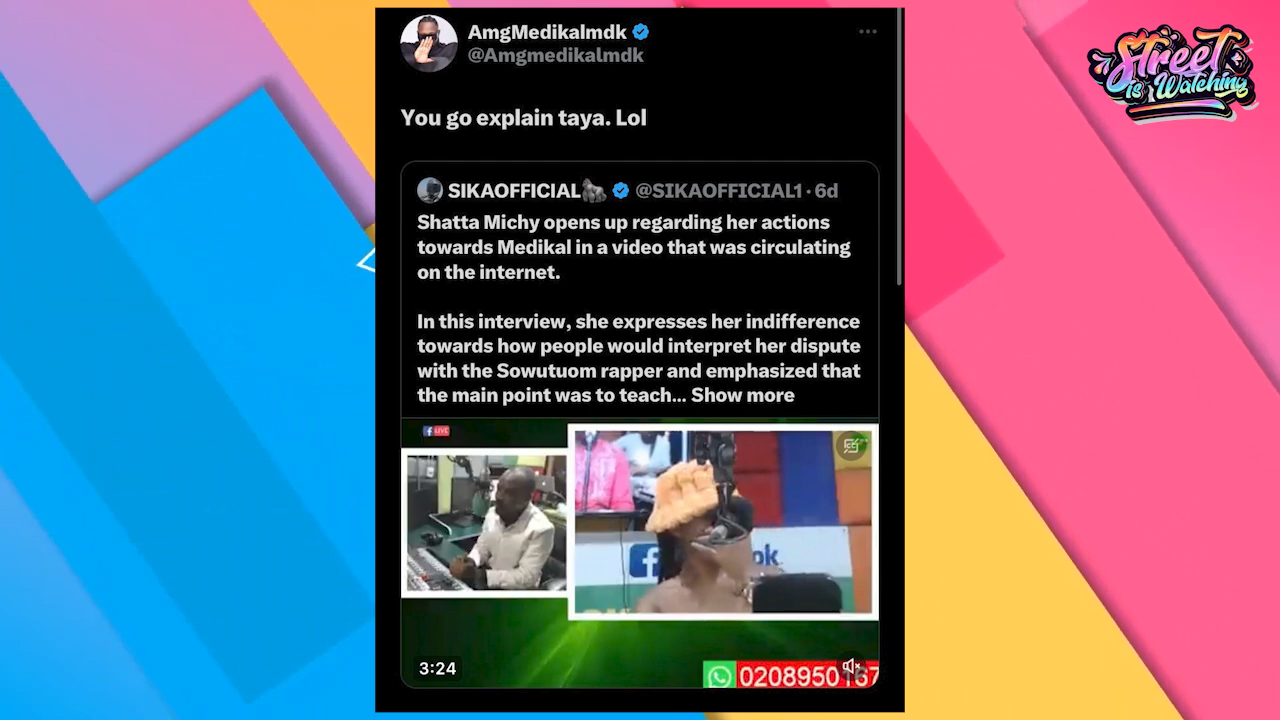 AmgMedikalmdk
@Amgmedikalmdk
Street
is Watching
You go explain taya. Lol
SIKAOFFICIAL🦍 @SIKAOFFICIAL1 · 6d
Shatta Michy opens up regarding her actions
towards Medikal in a video that was circulating
on the internet.
In this interview, she expresses her indifference
towards how people would interpret her dispute
with the Sowutuom rapper and emphasized that
the main point was to teach... Show more
f LIVE
f
ok
3:24